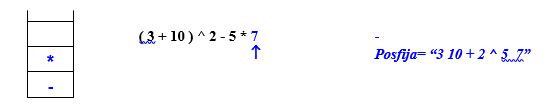 ( 3 + 10 ) ^ 2 - 5 * 7
-
Posfija= “3 10 + 2 ^ 5 7”
*
-